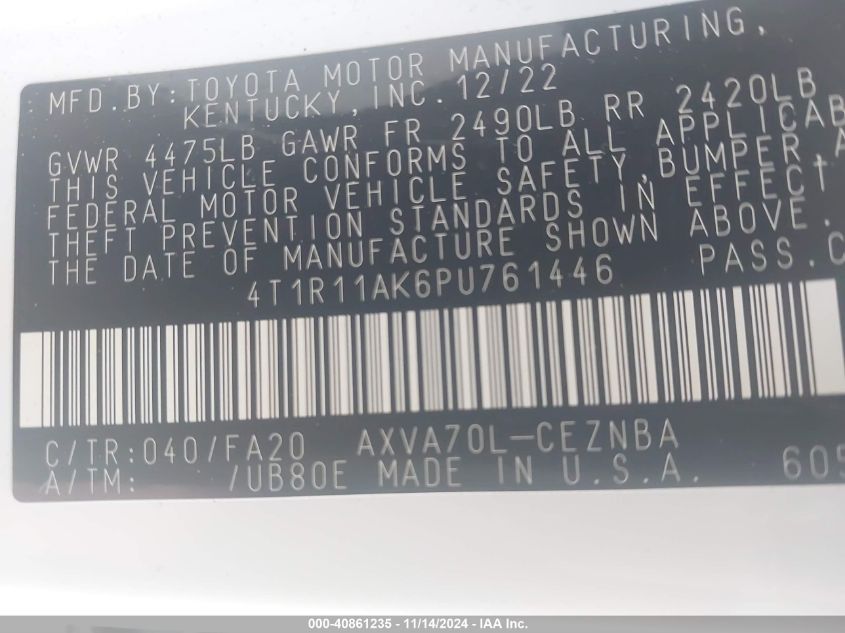 MFD.BY:TOYOTA MOTOR MANUFACTURING,
KENTUCKY,INC. 12/22
GVWR 4475LB GAWR FR 2490LB RR 2420LB
THIS VEHICLE CONFORMS TO ALL APPLICAB
FEDERAL MOTOR VEHICLE SAFETY,BUMPER,A
THEFT PREVENTION STANDARDS IN EFFECT
THE DATE OF MANUFACTURE SHOWN ABOVE.
4T1R11AK6PU761446 PASS.C
C/TR:040/FA20 AXVA70L-CEZNBA
A/TM: /UB80E MADE IN U.S.A. 609
000-40861235 - 11/14/2024 - IAA Inc.